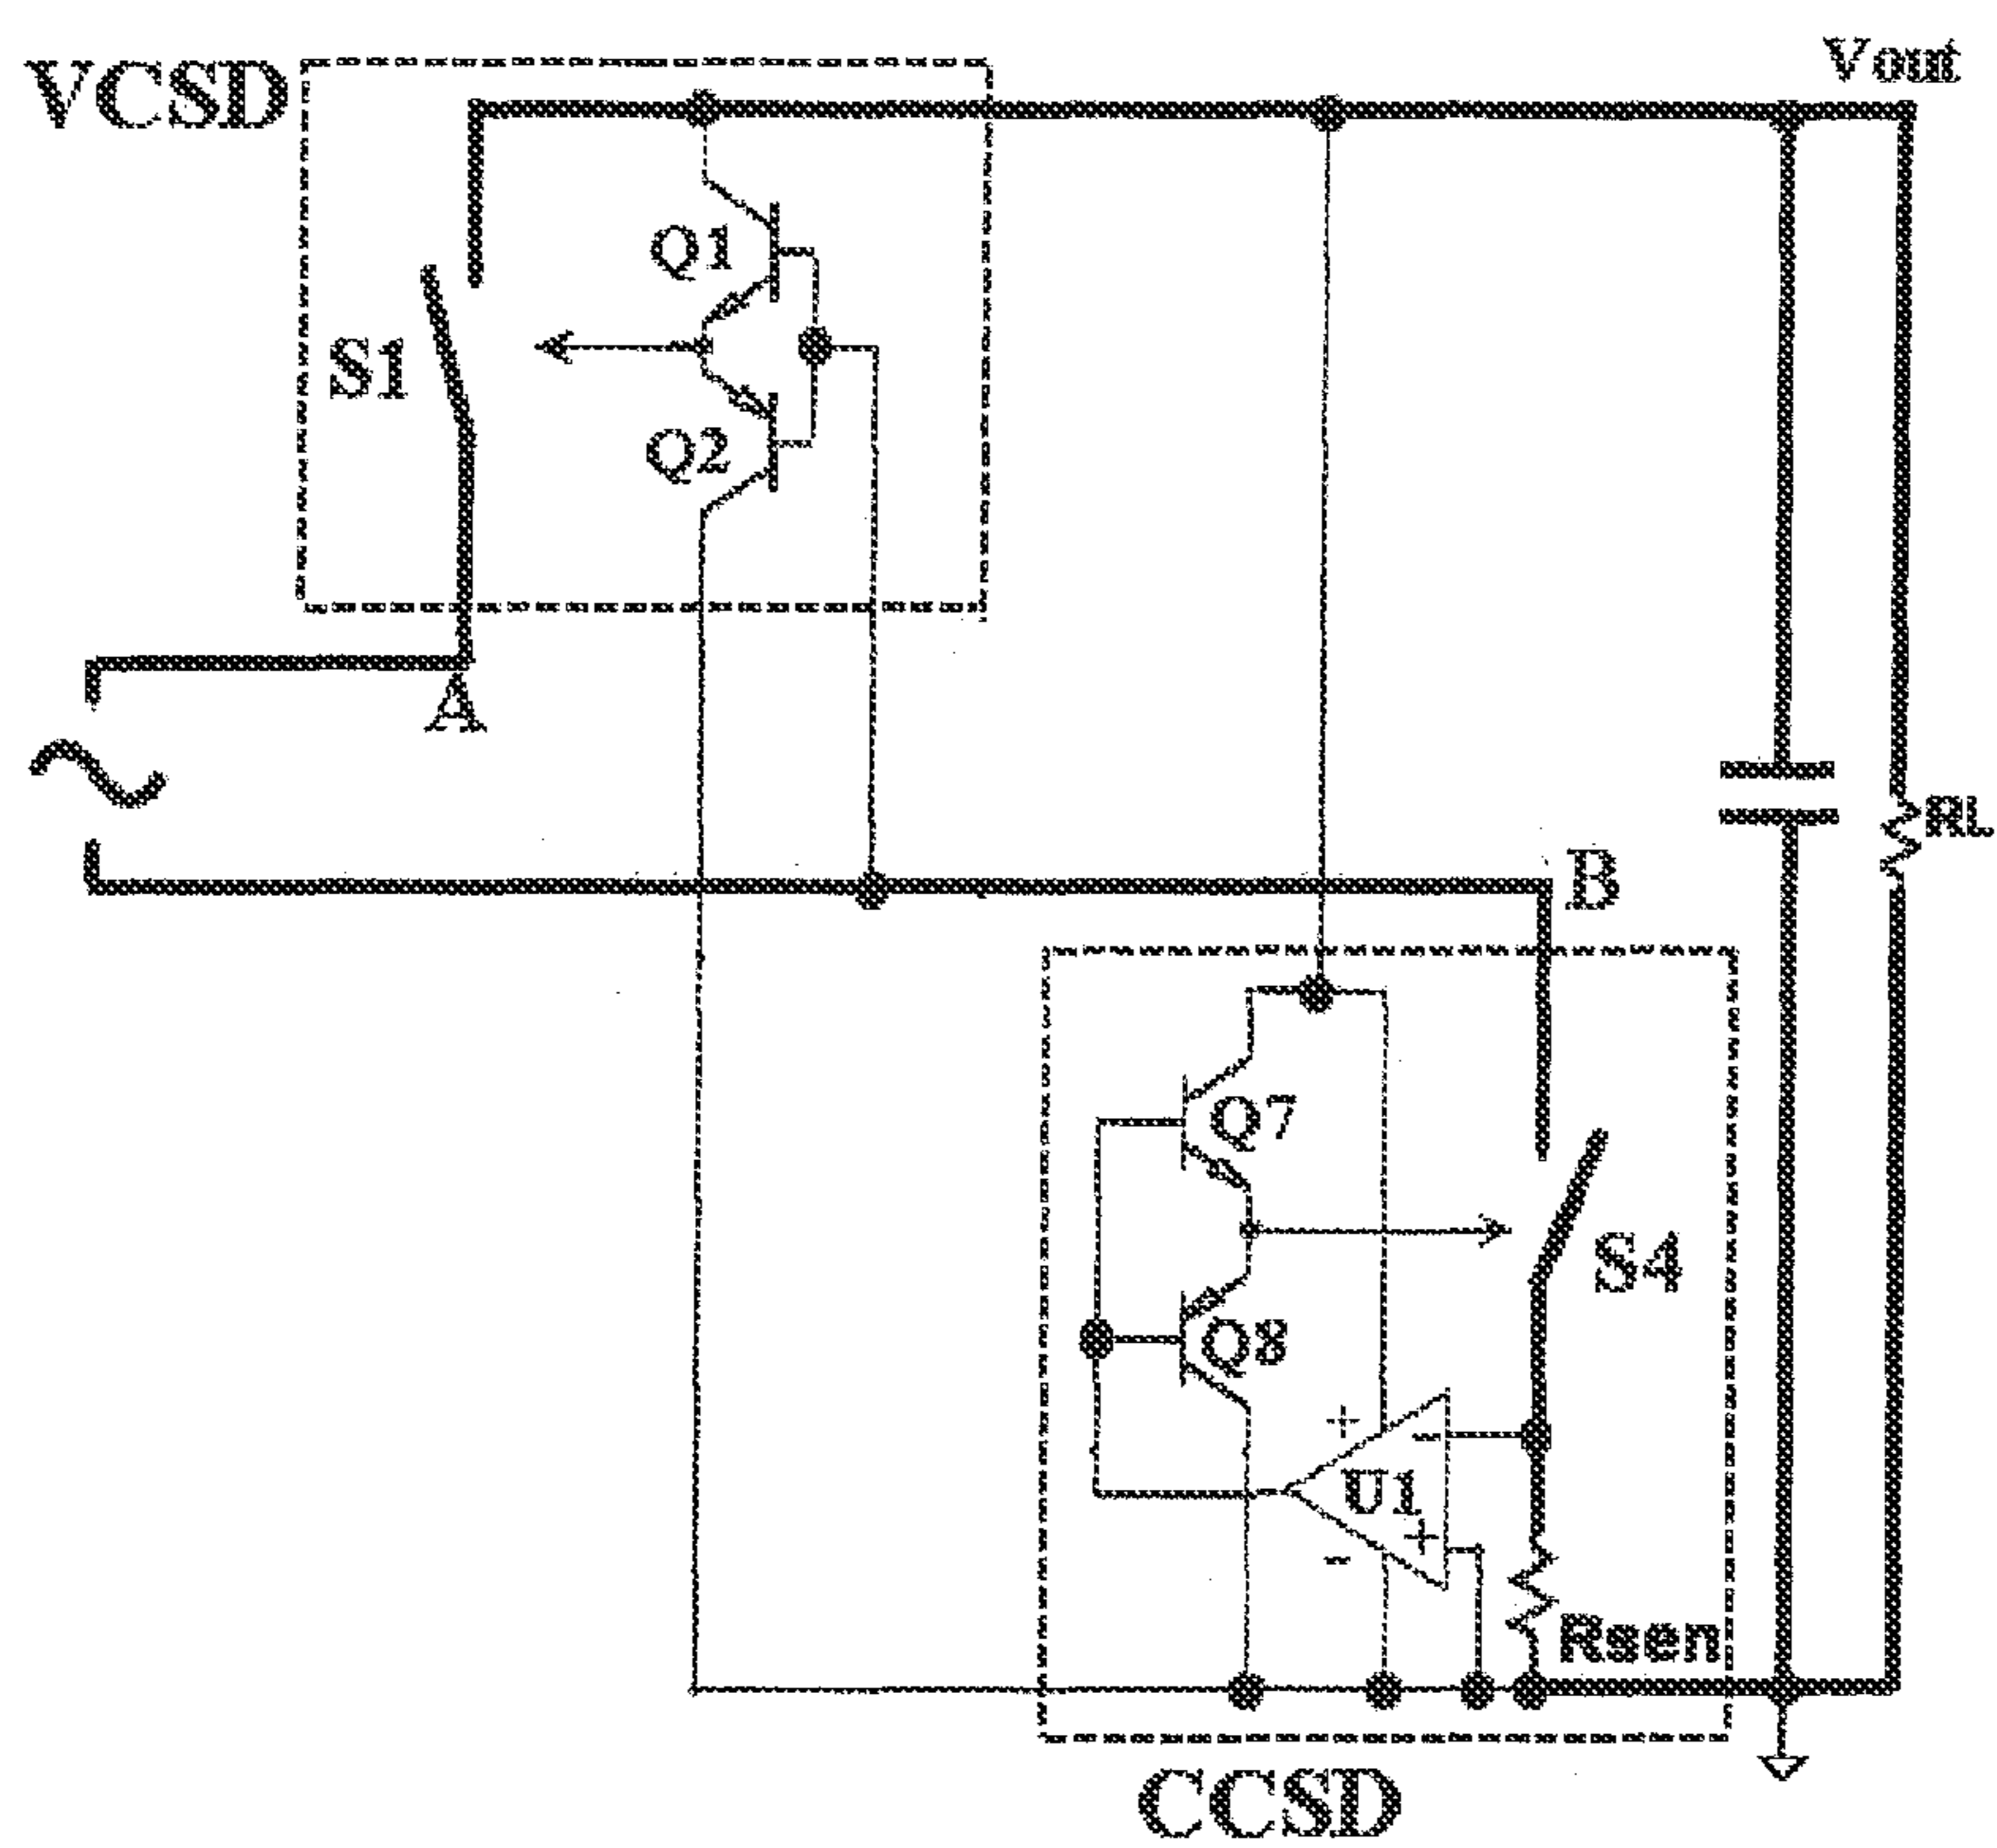 VCSD
Vout
Q1
S1
Q2
A
RL
B
Q7
S4
Q8
+
-
U1
+
-
Rsen
CCSD